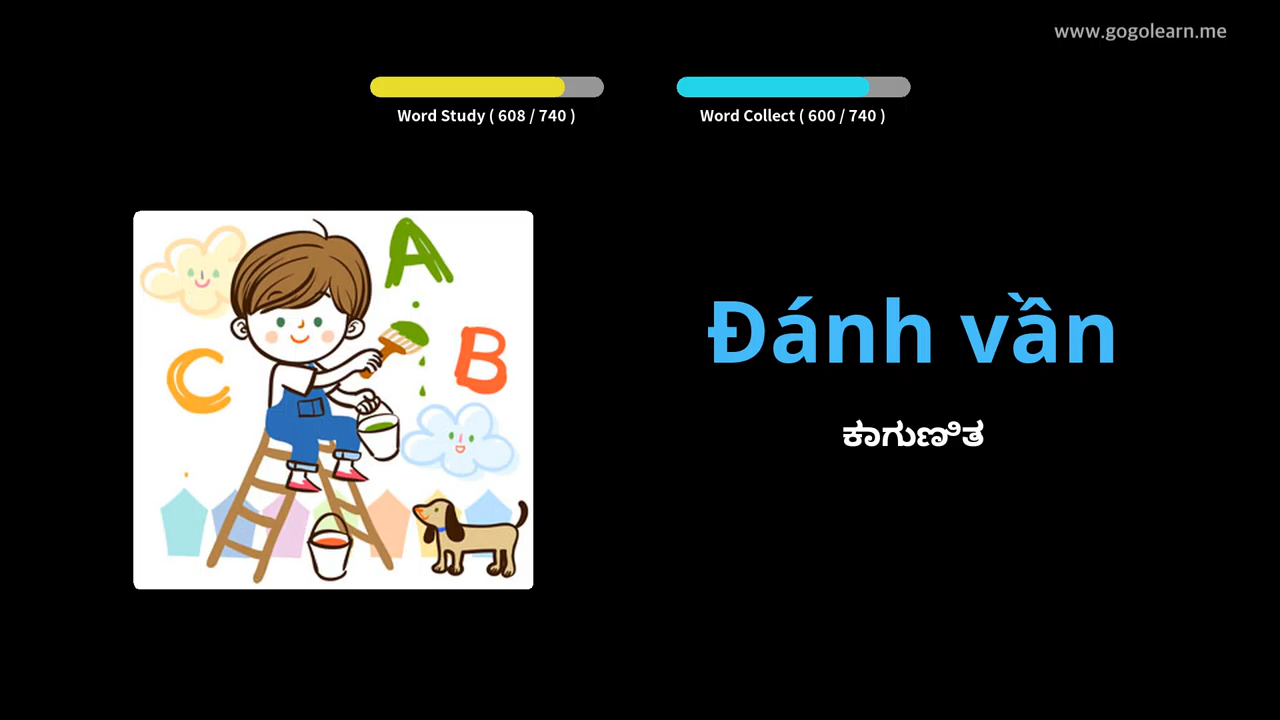 www.gogolearn.me
Word Study ( 608 / 740 )
Word Collect ( 600 / 740 )
A
B
C
Đánh vần
ಕಾಗುಣಿತ